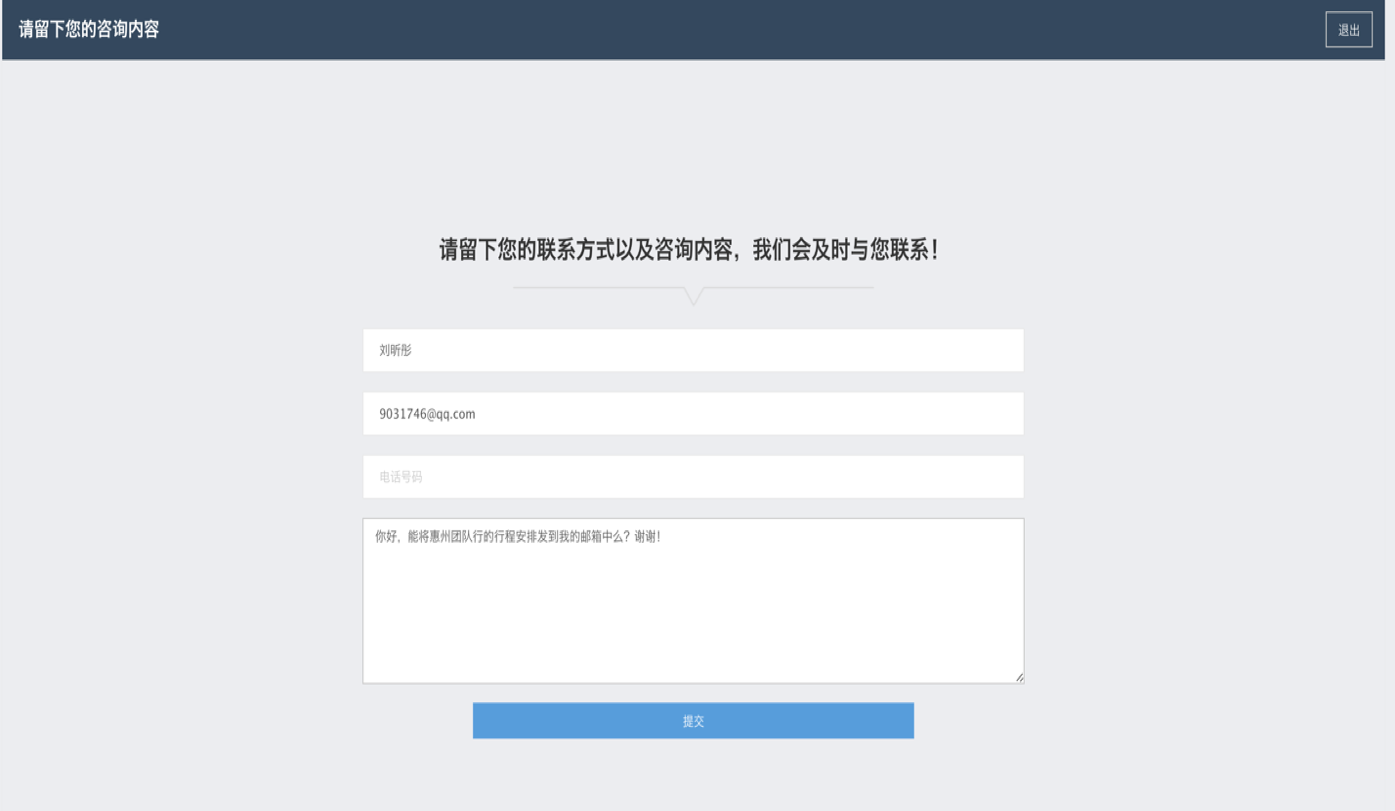 请留下您的咨询内容
退出
请留下您的联系方式以及咨询内容，我们会及时与您联系！
刘昕彤
9031746@qq.com
电话号码
你好，能将惠州团队行的行程安排发到我的邮箱中么？谢谢！
提交